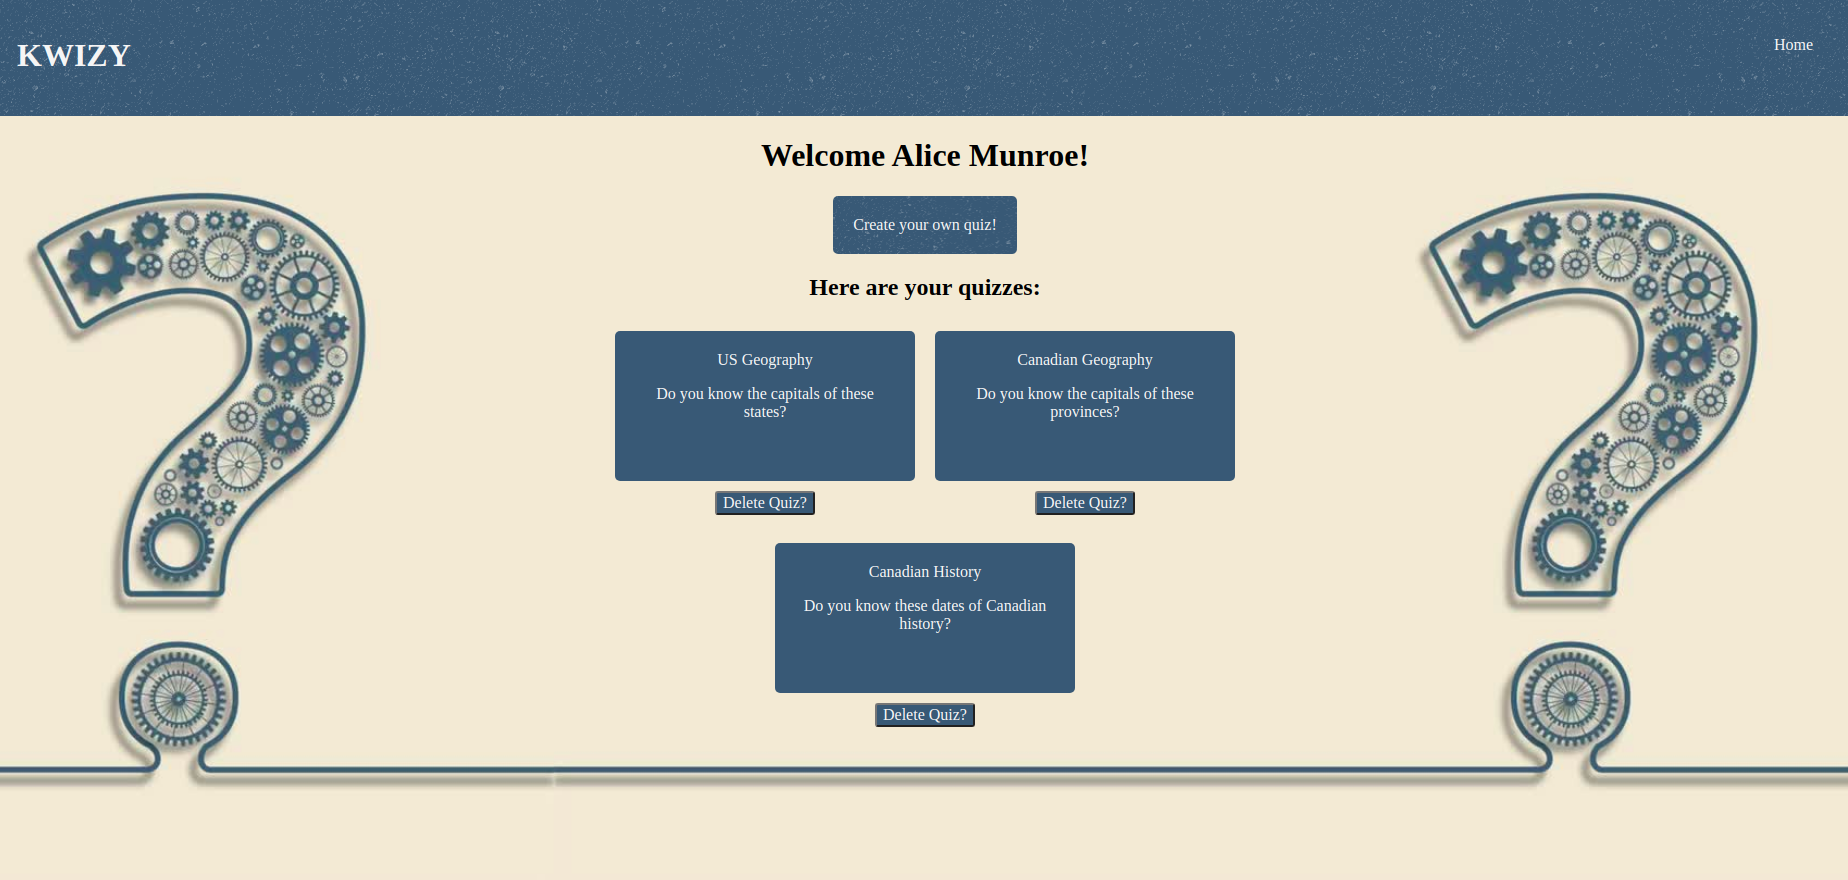 KWIZY
Home
Welcome Alice Munroe!
Create your own quiz!
Here are your quizzes:
US Geography
Do you know the capitals of these
states?
Delete Quiz?
Canadian Geography
Do you know the capitals of these
provinces?
Delete Quiz?
Canadian History
Do you know these dates of Canadian
history?
Delete Quiz?